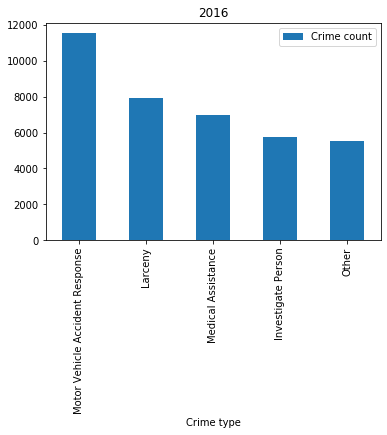 2016
Crime count
12000
10000
8000
6000
4000
2000
0
Motor Vehicle Accident Response
Larceny
Medical Assistance
Investigate Person
Other
Crime type